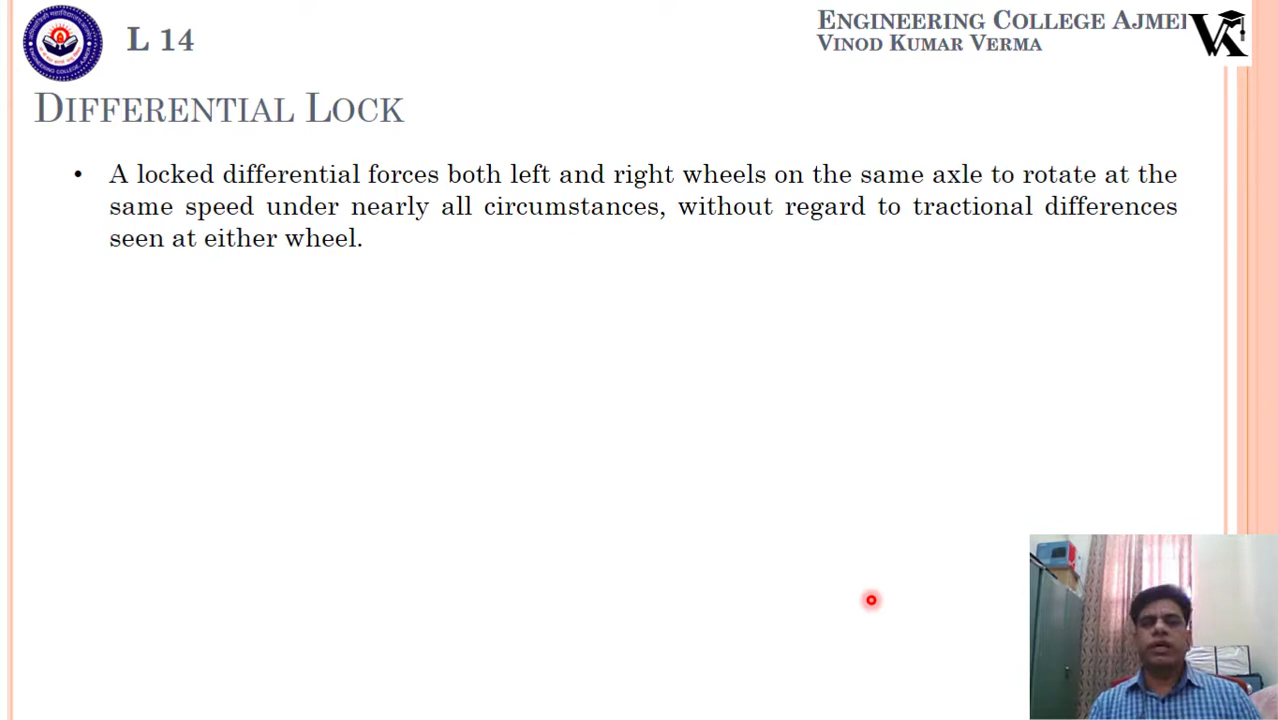 L 14
ENGINEERING COLLEGE AJMER
VINOD KUMAR VERMA
DIFFERENTIAL LOCK
• A locked differential forces both left and right wheels on the same axle to rotate at the
same speed under nearly all circumstances, without regard to tractional differences
seen at either wheel.